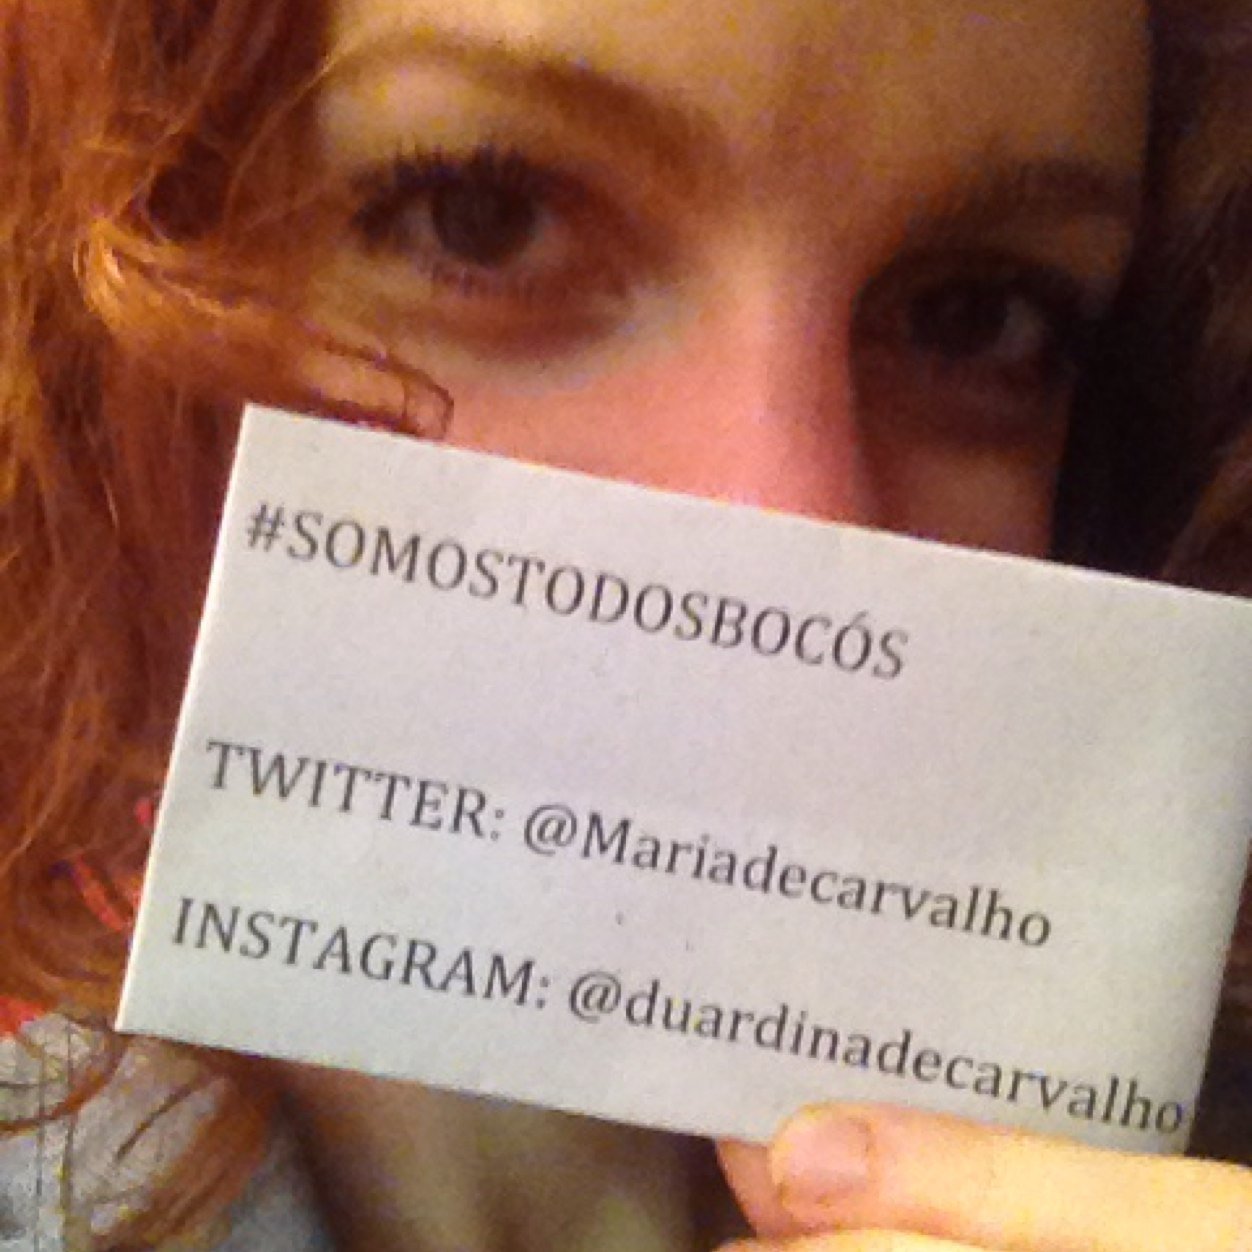 #SOMOSTODOSBOCÓS
TWITTER: @Mariadecarvalho
INSTAGRAM: @duardinadecarvalho